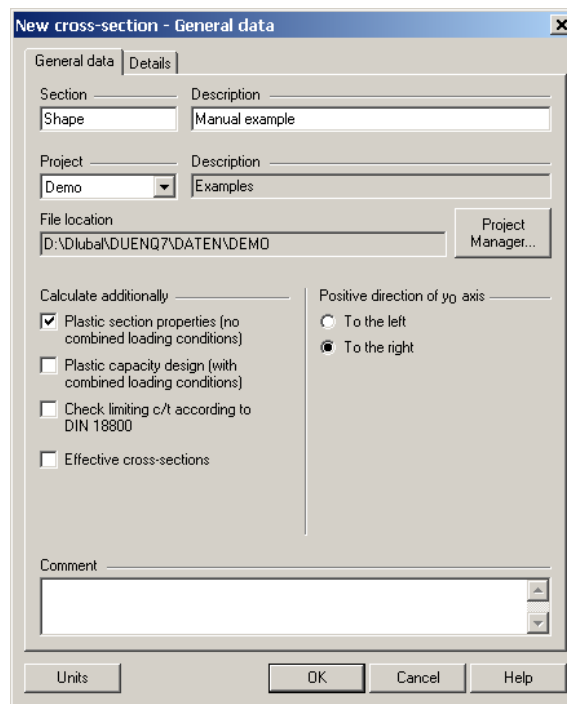 New cross-section - General data
General data Details
Section Description
Shape Manual example
Project Description
Demo Examples
File location
D:\Dlubal\DUENQ7\DATEN\DEMO
Project
Manager...
Calculate additionally
Plastic section properties (no
combined loading conditions)
Plastic capacity design (with
combined loading conditions)
Check limiting c/t according to
DIN 18800
Effective cross-sections
Positive direction of y0 axis
To the left
To the right
Comment
Units OK Cancel Help